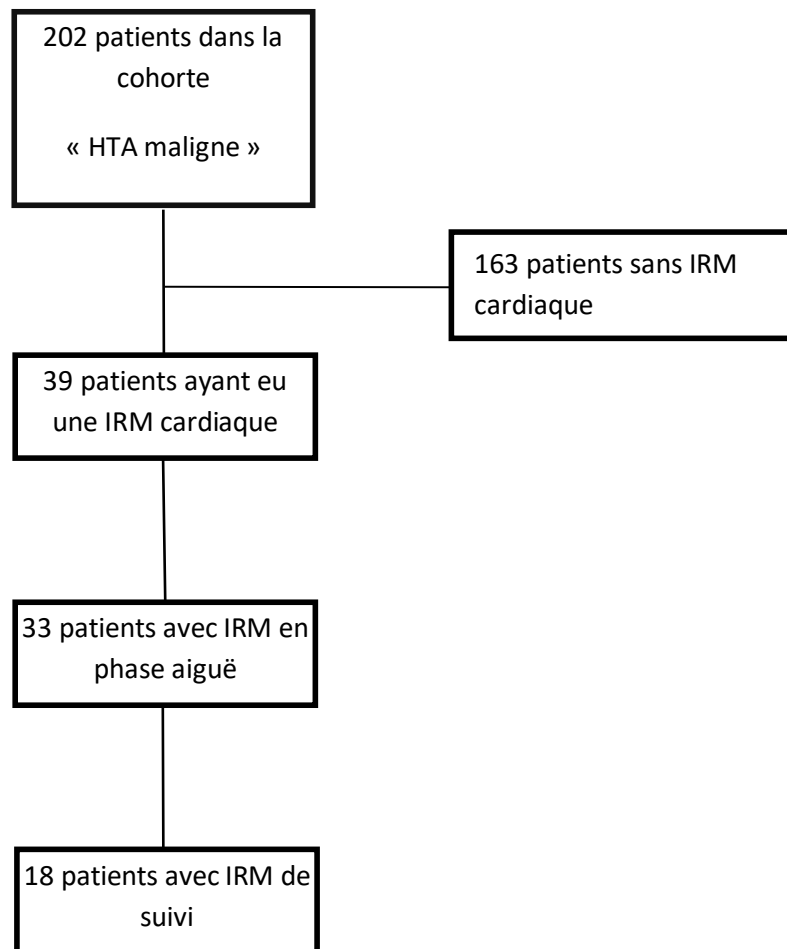 202 patients dans la
cohorte
« HTA maligne »
163 patients sans IRM
cardiaque
39 patients ayant eu
une IRM cardiaque
33 patients avec IRM en
phase aiguë
18 patients avec IRM de
suivi